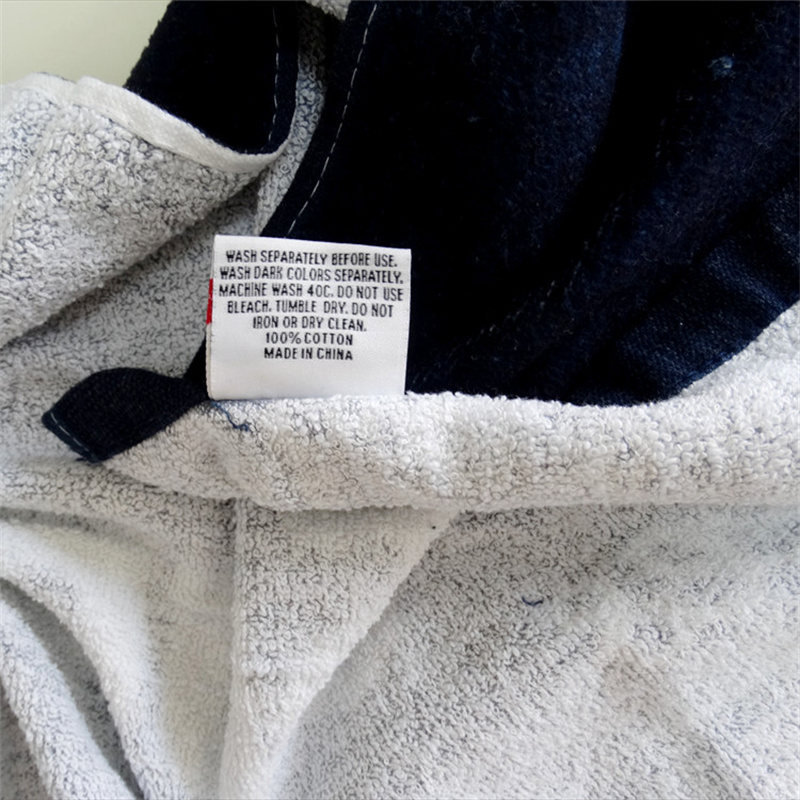 WASH SEPARATELY BEFORE USE.
WASH DARK COLORS SEPARATELY.
MACHINE WASH 40C. DO NOT USE
BLEACH. TUMBLE DRY. DO NOT
IRON OR DRY CLEAN.
100% COTTON
MADE IN CHINA